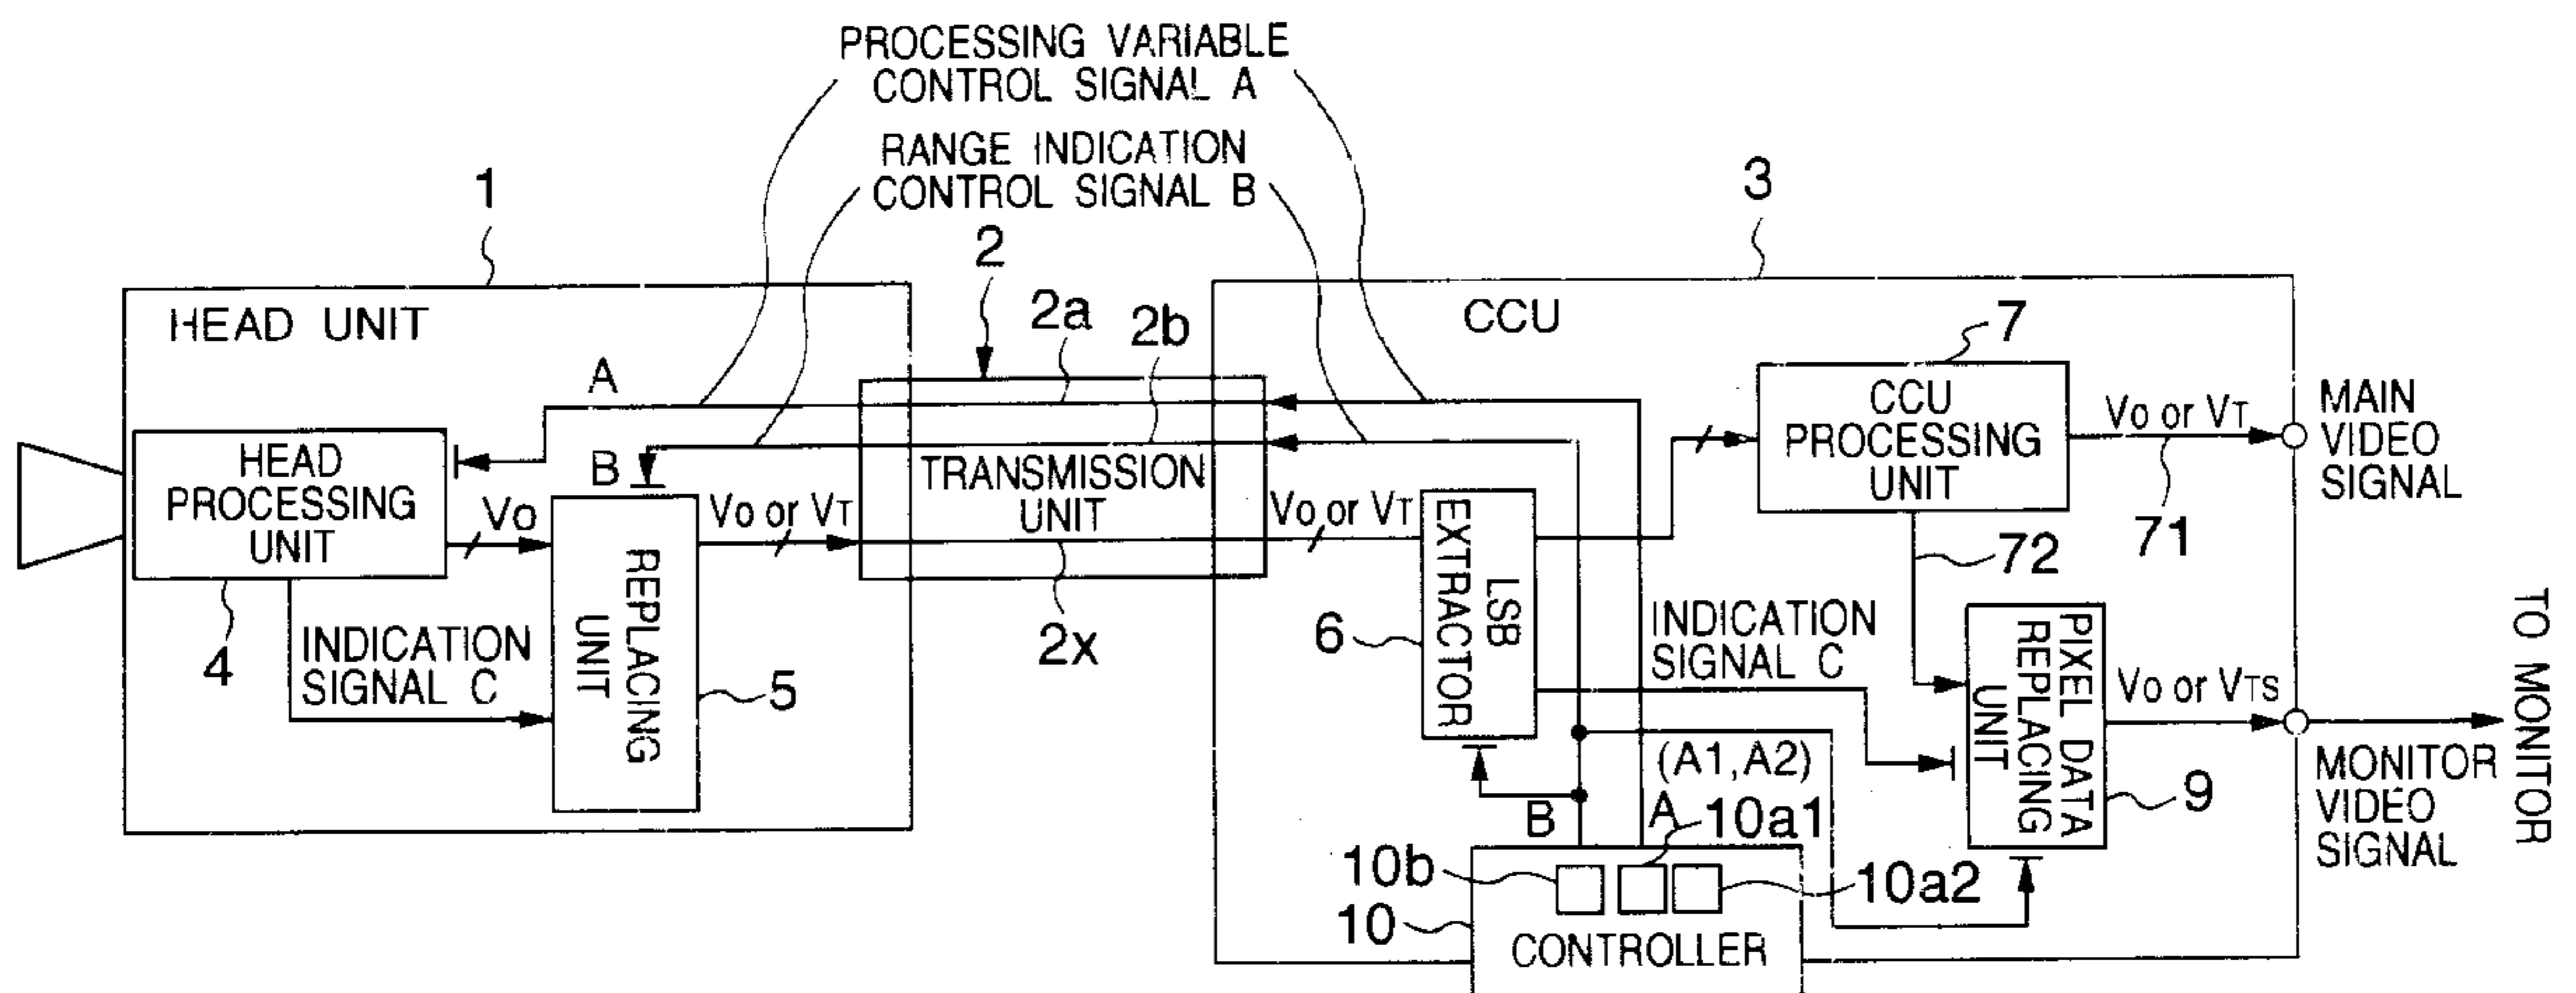 PROCESSING VARIABLE
CONTROL SIGNAL A
RANGE INDICATION
CONTROL SIGNAL B
1
2
3
HEAD UNIT
2a
2b
CCU
7
A
B
HEAD
PROCESSING
UNIT
Vo
Vo or VT
TRANSMISSION
UNIT
Vo or VT
LSB
EXTRACTOR
CCU
PROCESSING
UNIT
Vo or VT
71
MAIN
VIDEO
SIGNAL
72
REPLACING
UNIT
4
INDICATION
SIGNAL C
5
2x
6
INDICATION
SIGNAL C
PIXEL DATA
REPLACING
UNIT
Vo or VTS
TO MONITOR
MONITOR
VIDEO
SIGNAL
9
(A1, A2)
B
A
10a1
10b
10a2
10
CONTROLLER